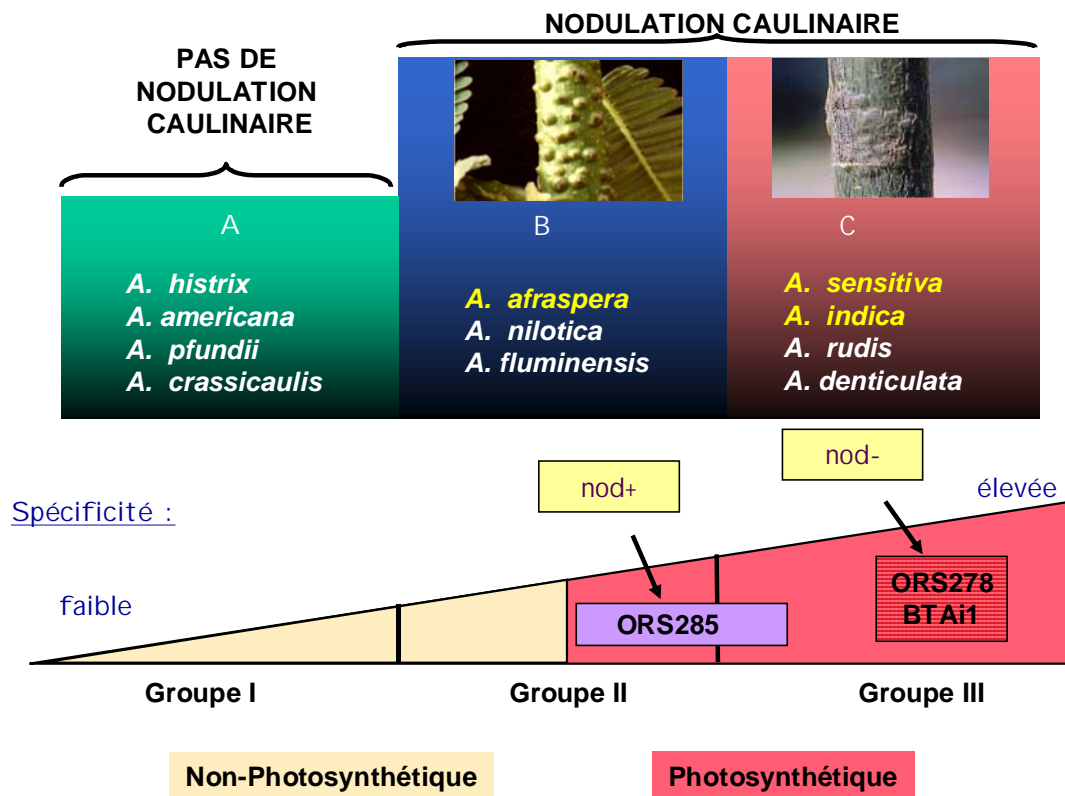 NODULATION CAULINAIRE
PAS DE
NODULATION
CAULINAIRE
A
A. histrix
A. americana
A. pfundii
A. crassicaulis
B
A. afraspera
A. nilotica
A. fluminensis
C
A. sensitiva
A. indica
A. rudis
A. denticulata
nod+
nod-
Spécificité :
élevée
faible
ORS285
ORS278
BTAi1
Groupe I
Groupe II
Groupe III
Non-Photosynthétique
Photosynthétique